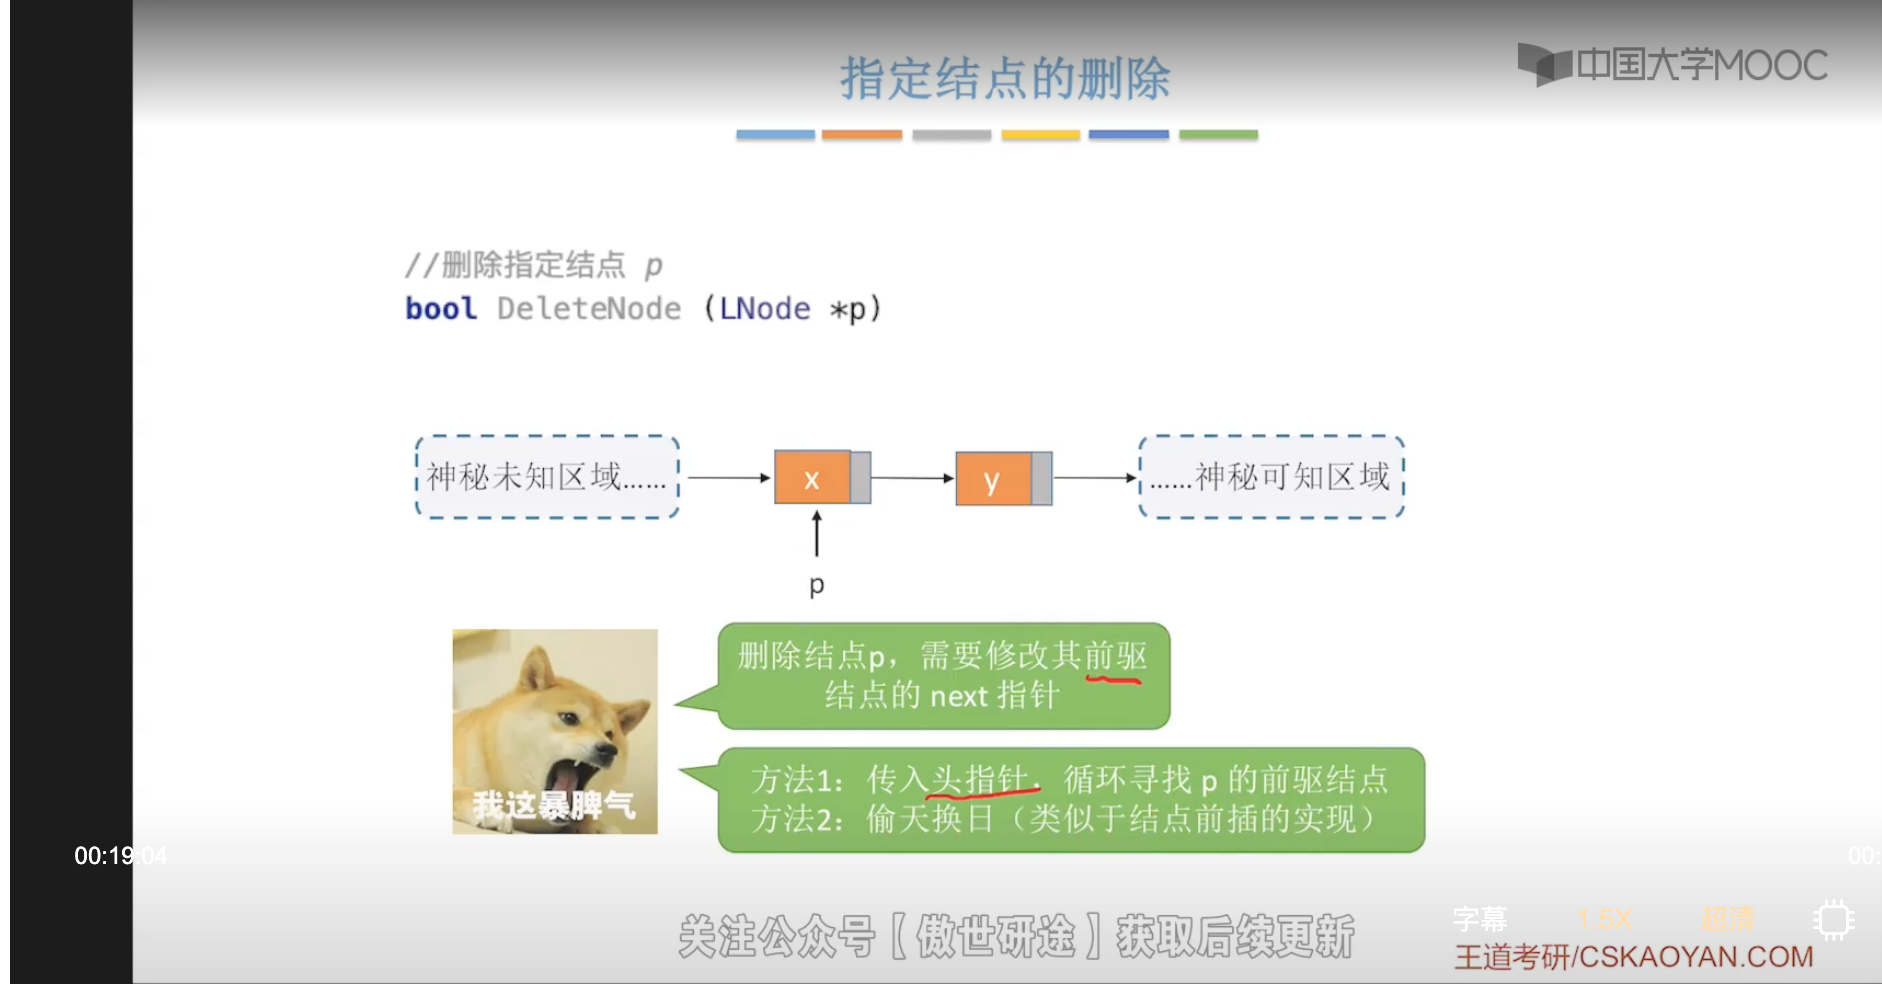 指定结点的删除
中国大学MOOC
//删除指定结点 p
bool DeleteNode (LNode *p)
神秘未知区域……
x
y
……神秘可知区域
p
删除结点p，需要修改其前驱
结点的 next 指针
我这暴脾气
方法1：传入头指针，循环寻找 p 的前驱结点
方法2：偷天换日（类似于结点前插的实现）
00:19:04
00:
关注公众号【傲世研途】获取后续更新
字幕
1.5X
超清
王道考研/CSKAOYAN.COM